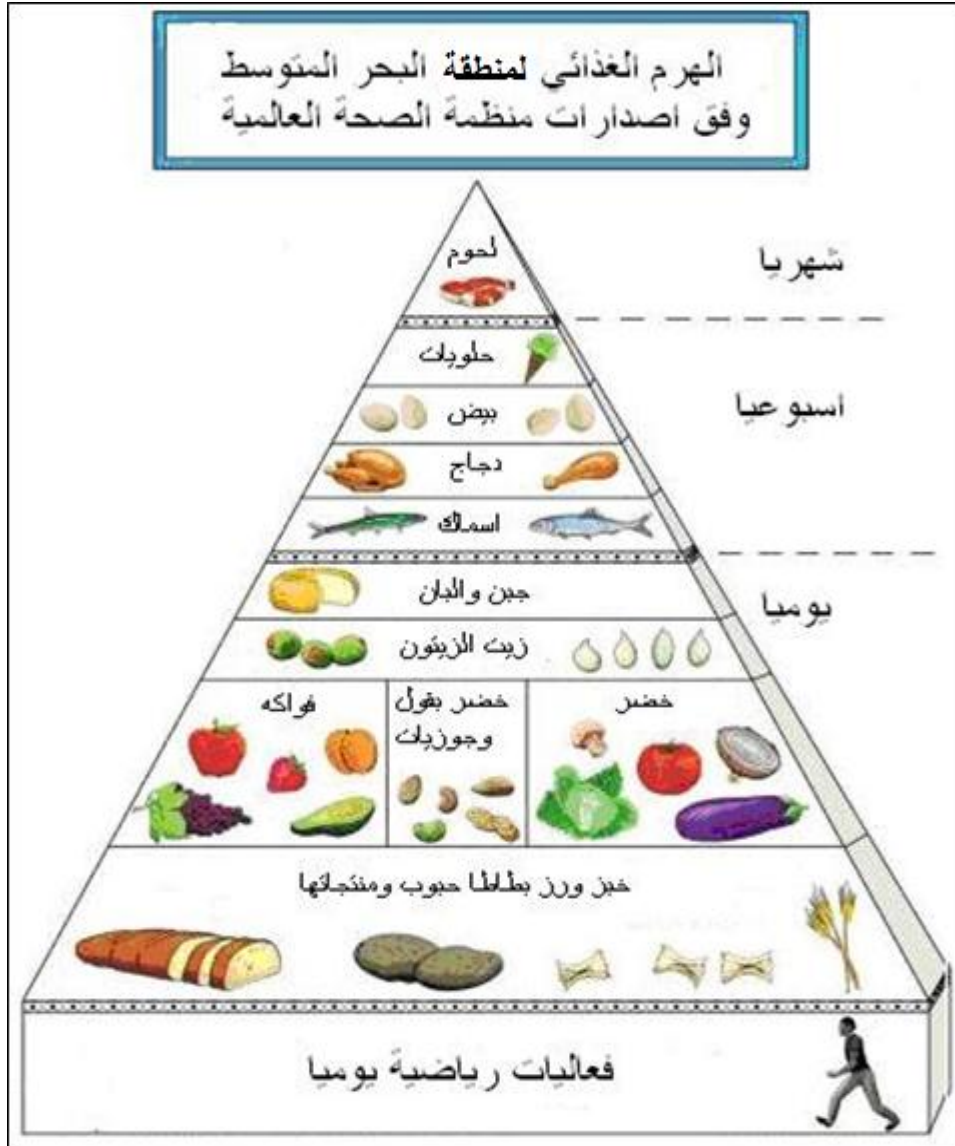 الهرم الغذائي لمنطقة البحر المتوسط
وفق اصدارات منظمة الصحة العالمية
لحوم
شهريا
حلويات
اسبوعيا
بيض
دجاج
اسماك
جبن والبان
يوميا
زيت الزيتون
فواكه
خضر بقول
وجوزيات
خضر
خبز ورز بطاطا حبوب ومنتجاتها
فعاليات رياضية يوميا